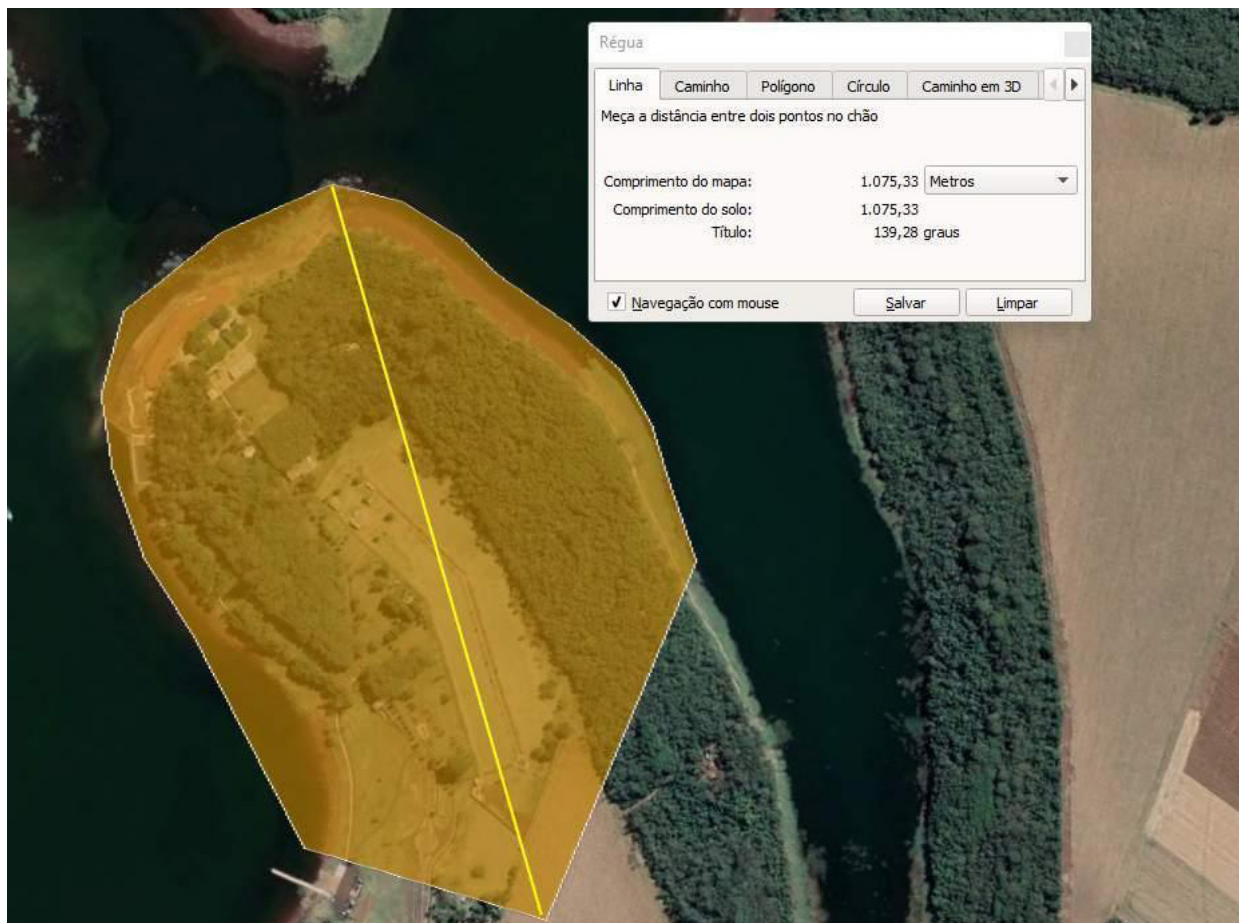 Régua
Linha Caminho Polígono Círculo Caminho em 3D
Meça a distância entre dois pontos no chão
Comprimento do mapa: 1.075,33 Metros
Comprimento do solo: 1.075,33
Título: 139,28 graus
Navegação com mouse Salvar Limpar